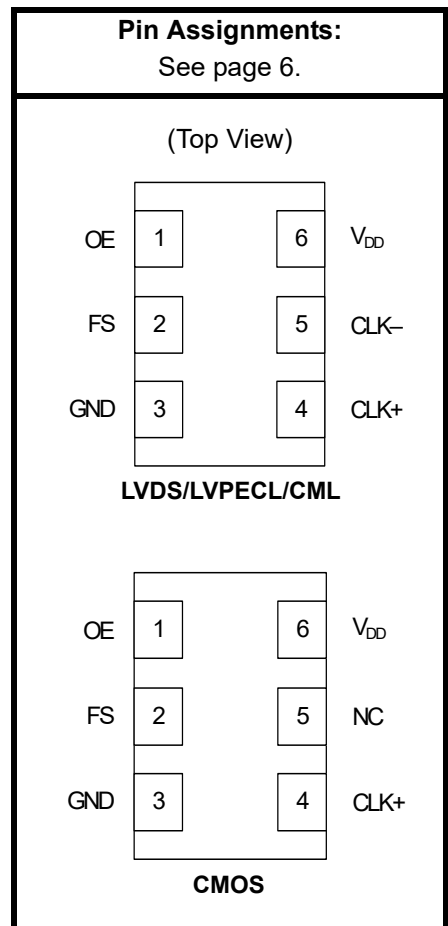 Pin Assignments:
See page 6.
(Top View)
OE 1 6 VDD
FS 2 5 CLK–
GND 3 4 CLK+
LVDS/LVPECL/CML
OE 1 6 VDD
FS 2 5 NC
GND 3 4 CLK+
CMOS